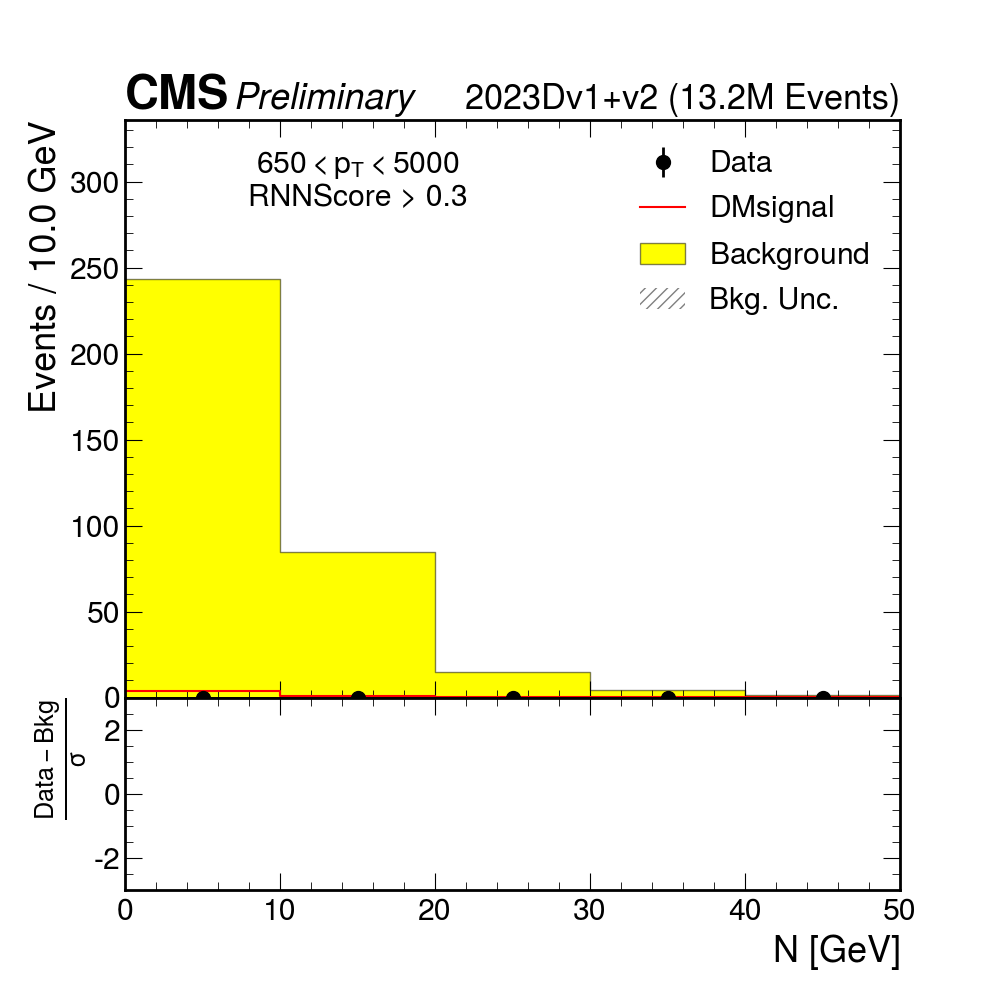 CMS Preliminary 2023Dv1+v2 (13.2M Events)
Events / 10.0 GeV
650 < pT < 5000
RNNScore > 0.3
Data
DMsignal
Background
Bkg. Unc.
300
250
200
150
100
50
0
Data – Bkg
σ
2
0
-2
0 10 20 30 40 50
N [GeV]